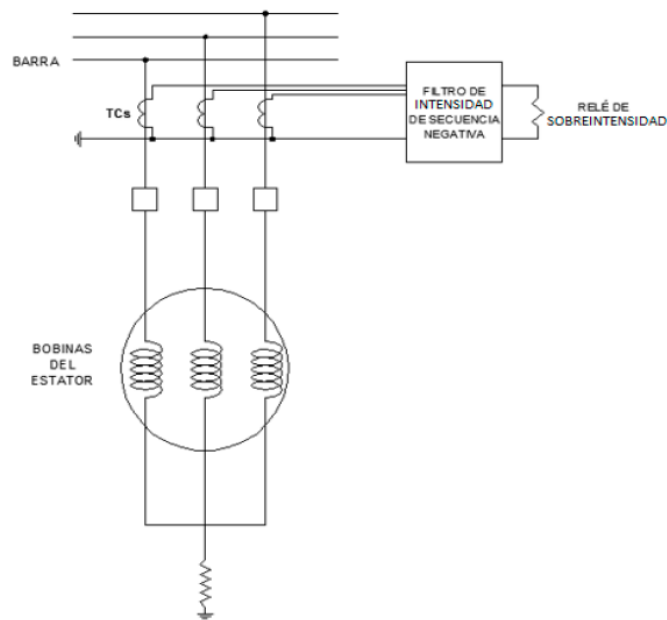 BARRA
TCs
FILTRO DE
INTENSIDAD
DE SECUENCIA
NEGATIVA
RELÉ DE
SOBREINTENSIDAD
BOBINAS
DEL
ESTATOR